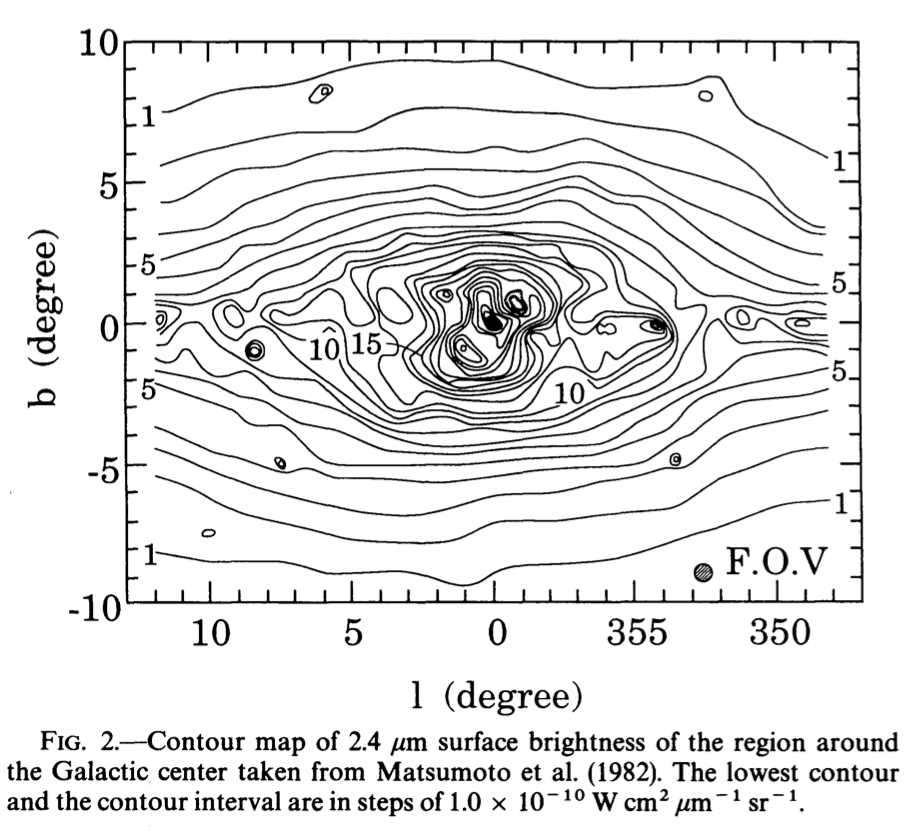 10
1
1
5
5
5
b (degree)
0
10 15
10
5
5
-5
1
1
F.O.V
-10
10 5 0 355 350
l (degree)
FIG. 2.—Contour map of 2.4 μm surface brightness of the region around
the Galactic center taken from Matsumoto et al. (1982). The lowest contour
and the contour interval are in steps of 1.0 × 10⁻¹⁰ W cm² μm⁻¹ sr⁻¹.